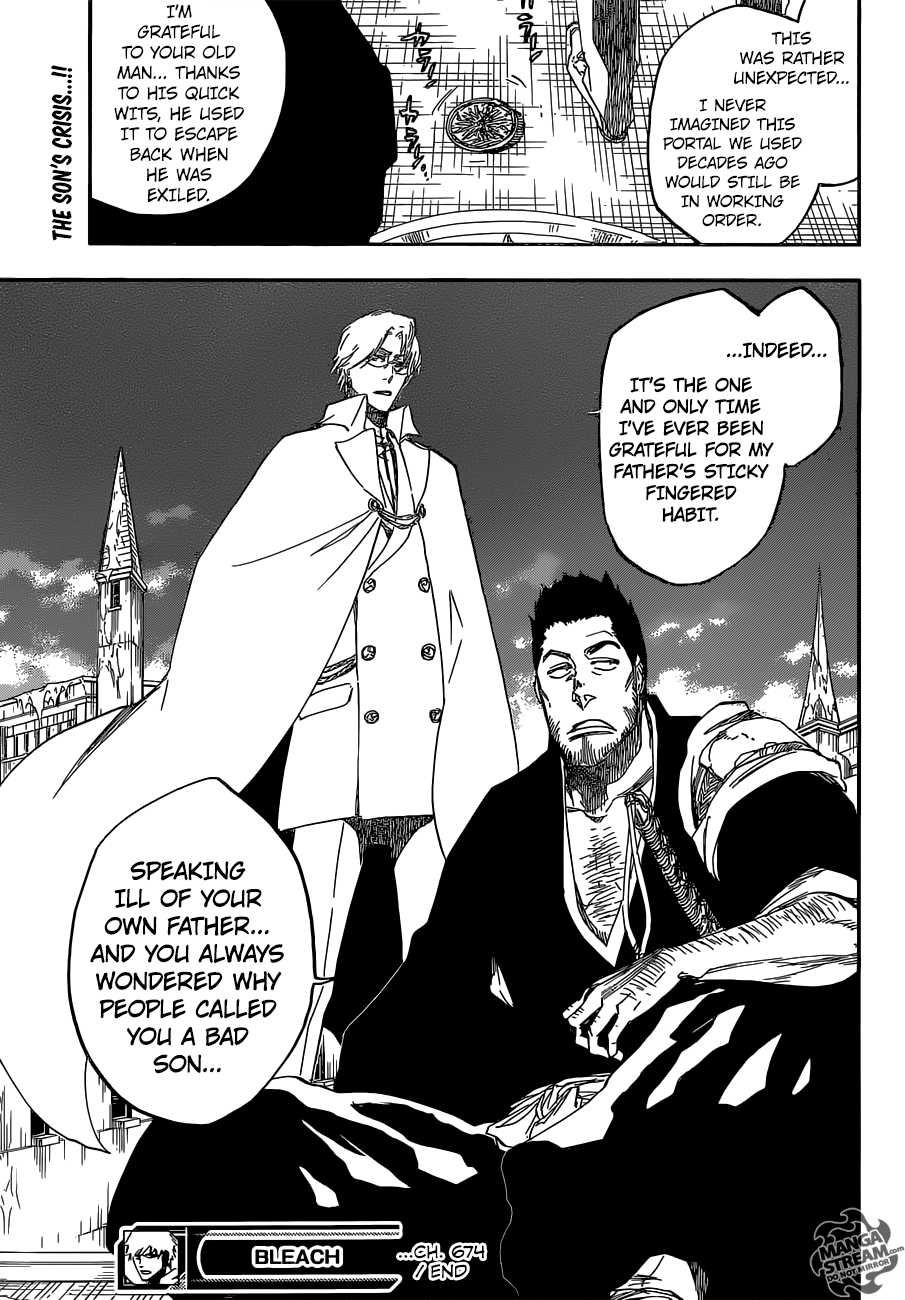 THIS
WAS RATHER
UNEXPECTED...
I NEVER
IMAGINED THIS
PORTAL WE USED
DECADES AGO
WOULD STILL BE
IN WORKING
ORDER.
I'M
GRATEFUL
TO YOUR OLD
MAN... THANKS
TO HIS QUICK
WITS, HE USED
IT TO ESCAPE
BACK WHEN
HE WAS
EXILED.
THE SON'S CRISIS...!!
...INDEED...
IT'S THE ONE
AND ONLY TIME
I'VE EVER BEEN
GRATEFUL FOR MY
FATHER'S STICKY
FINGERED
HABIT.
SPEAKING
ILL OF YOUR
OWN FATHER...
AND YOU ALWAYS
WONDERED WHY
PEOPLE CALLED
YOU A BAD
SON...
BLEACH
...CH. 674
/ END
MANGA
STREAM.COM
DO NOT MIRROR